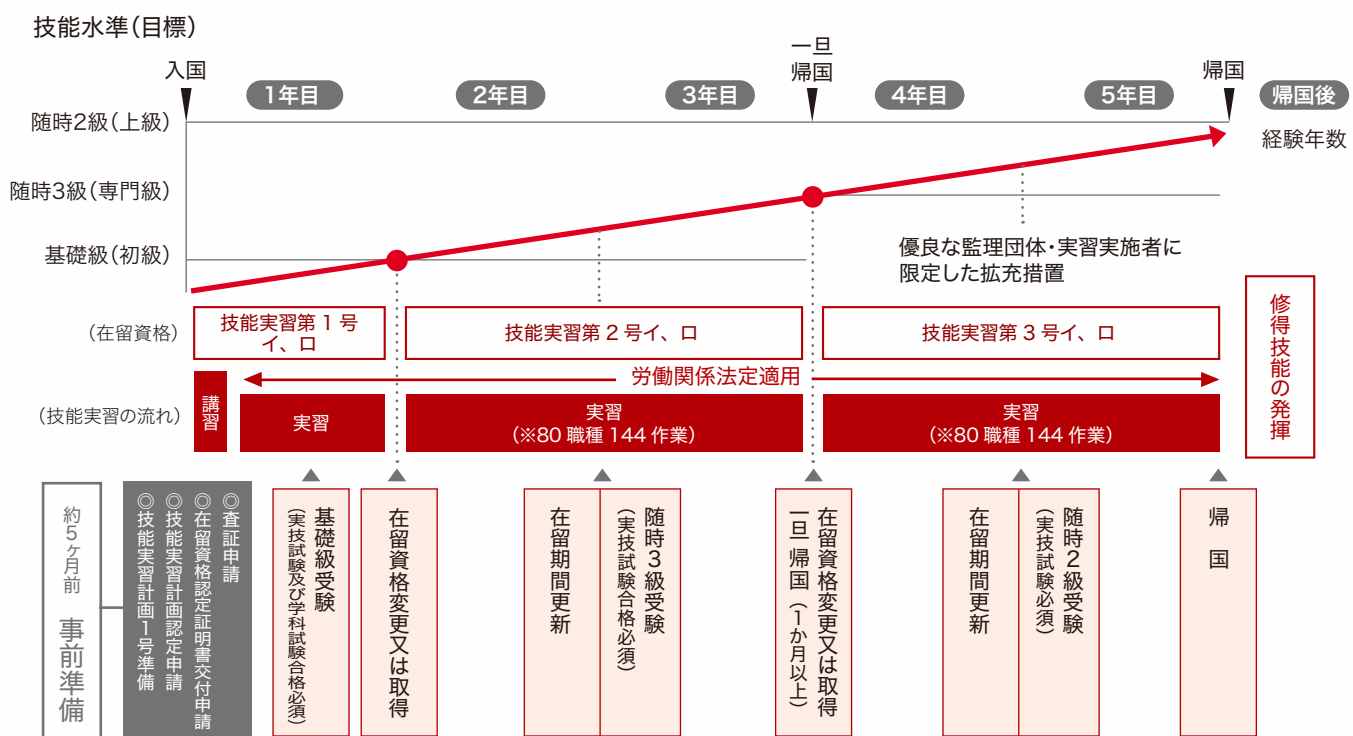 技能水準(目標)
入国
1年目
2年目
3年目
一旦
帰国
4年目
5年目
帰国
帰国後
経験年数
随時2級(上級)
随時3級(専門級)
基礎級(初級)
優良な監理団体・実習実施者に
限定した拡充措置
(在留資格)
技能実習第1号
イ、ロ
技能実習第2号イ、ロ
技能実習第3号イ、ロ
修得技能の発揮
労働関係法定適用
(技能実習の流れ)
講習
実習
実習
(※80職種144作業)
実習
(※80職種144作業)
約5ヶ月前 事前準備
◎査証申請
◎在留資格認定証明書交付申請
◎技能実習計画認定申請
◎技能実習計画1号準備
基礎級受験
(実技試験及び学科試験合格必須)
在留資格変更又は取得
在留期間更新
随時3級受験
(実技試験合格必須)
在留資格変更又は取得
一旦帰国(1か月以上)
在留期間更新
随時2級受験
(実技試験必須)
帰国